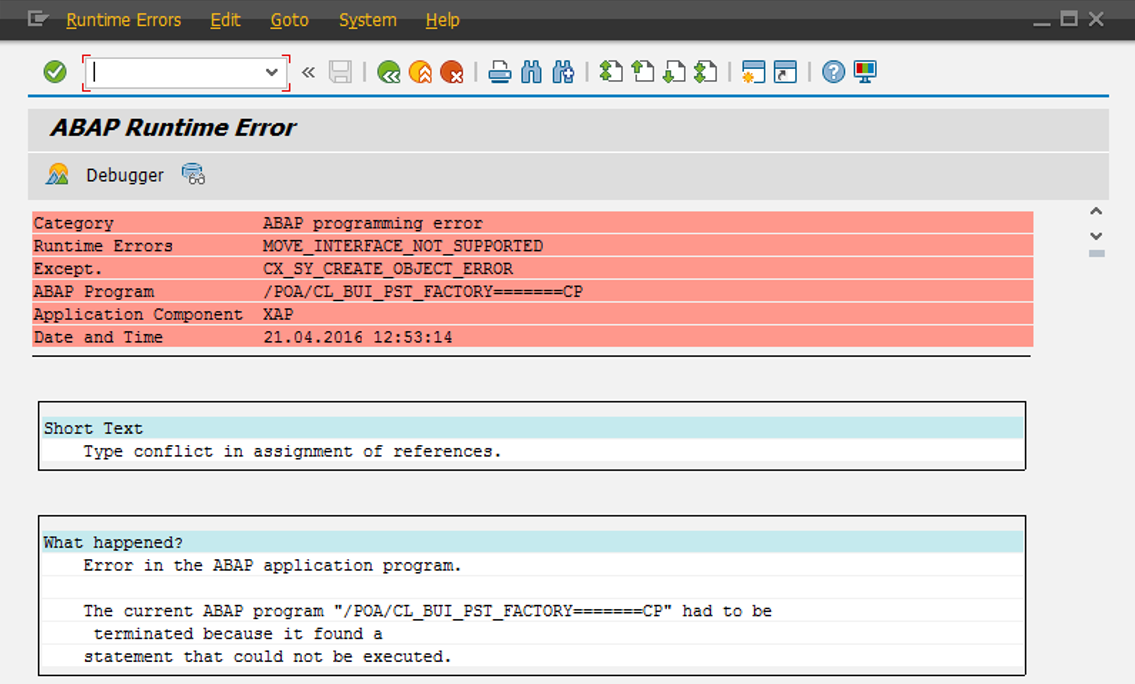 Runtime Errors Edit Goto System Help
ABAP Runtime Error
Debugger
Category ABAP programming error
Runtime Errors MOVE_INTERFACE_NOT_SUPPORTED
Except. CX_SY_CREATE_OBJECT_ERROR
ABAP Program /POA/CL_BUI_PST_FACTORY=======CP
Application Component XAP
Date and Time 21.04.2016 12:53:14
Short Text
Type conflict in assignment of references.
What happened?
Error in the ABAP application program.
The current ABAP program "/POA/CL_BUI_PST_FACTORY=======CP" had to be
terminated because it found a
statement that could not be executed.